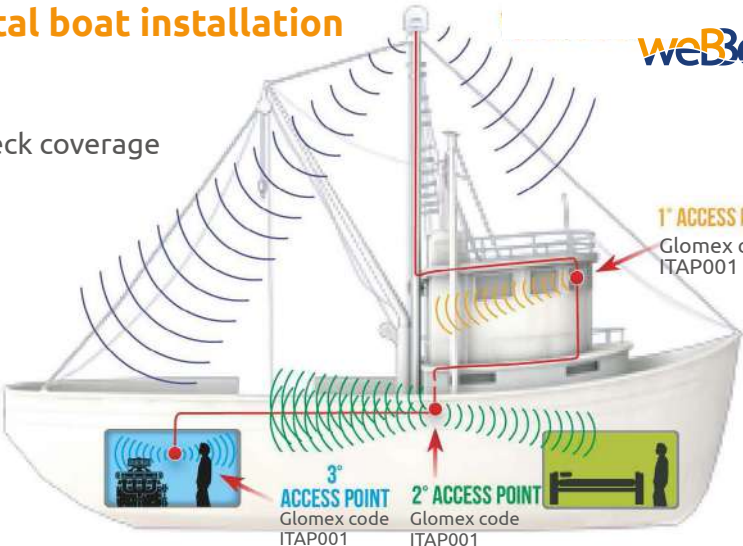 tal boat installation
weBBo
eck coverage
1° ACCESS
Glomex c
ITAP001
3°
ACCESS POINT
Glomex code
ITAP001
2° ACCESS POINT
Glomex code
ITAP001